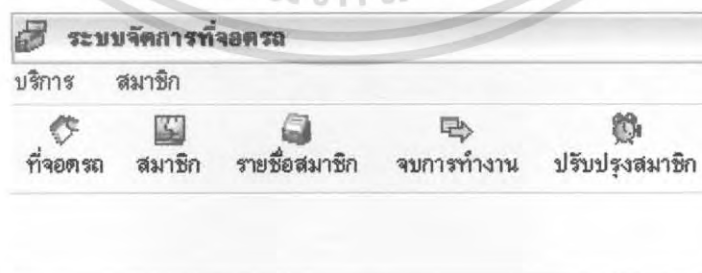 ระบบจัดการที่จอดรถ
บริการ สมาชิก
ที่จอดรถ สมาชิก รายชื่อสมาชิก จบการทำงาน ปรับปรุงสมาชิก